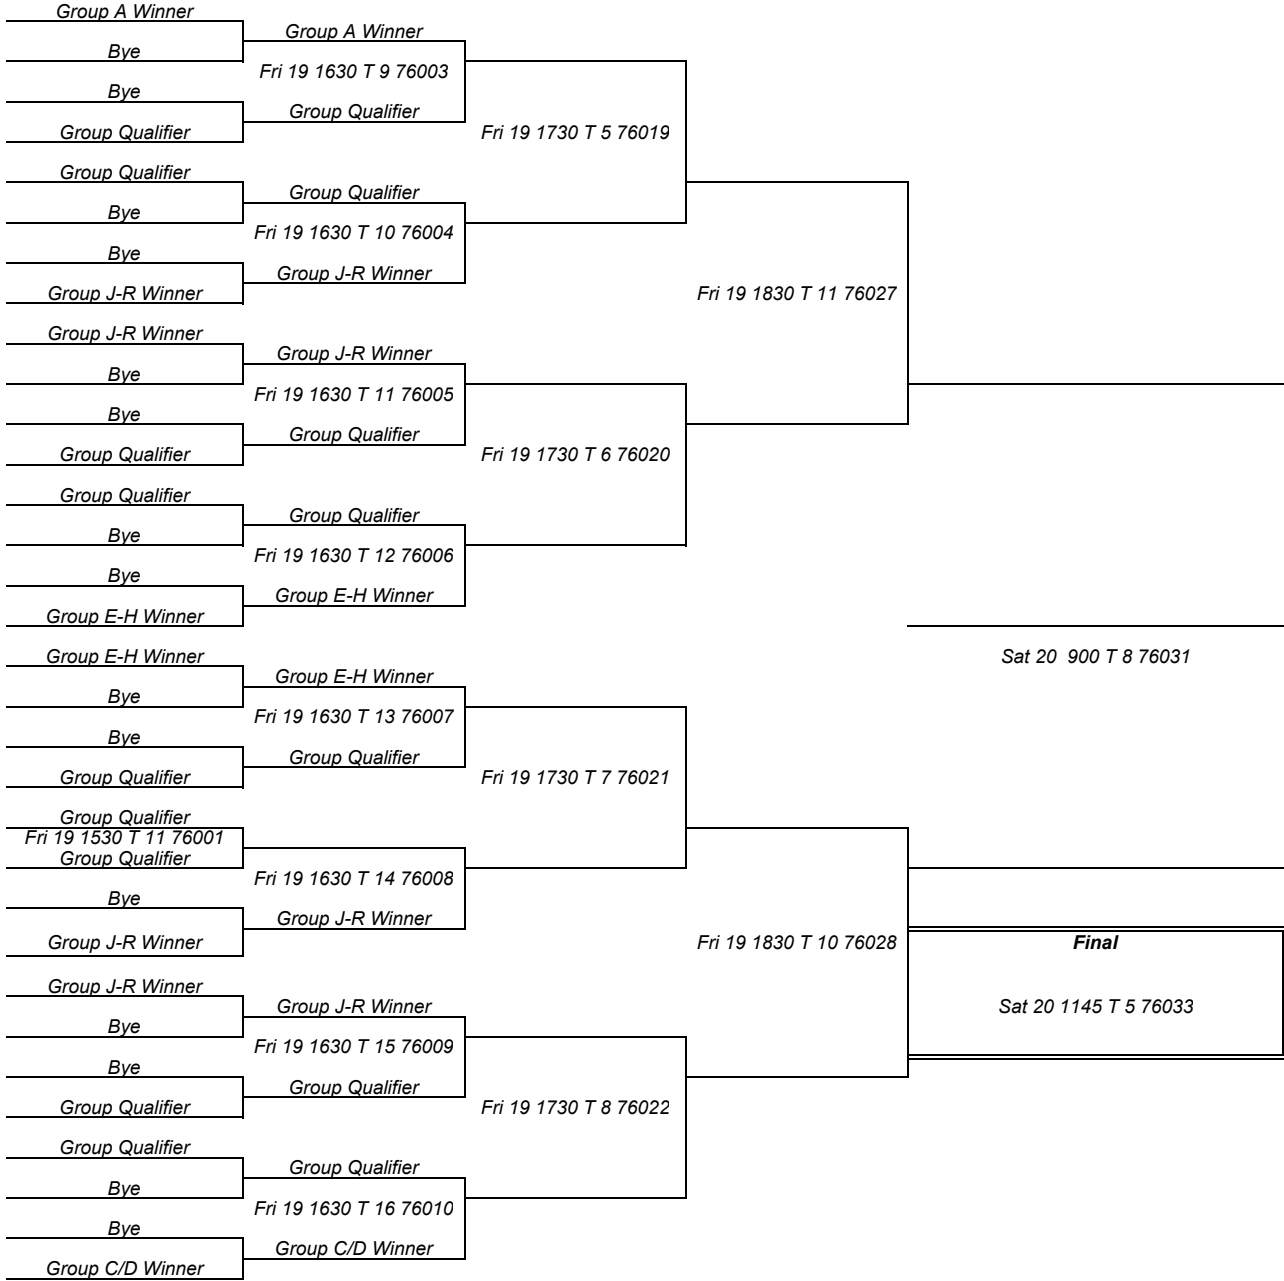 Group A Winner
Group A Winner
Bye
Fri 19 1630 T 9 76003
Bye
Group Qualifier
Group Qualifier
Fri 19 1730 T 5 76019
Group Qualifier
Group Qualifier
Bye
Fri 19 1630 T 10 76004
Bye
Group J-R Winner
Group J-R Winner
Fri 19 1830 T 11 76027
Group J-R Winner
Group J-R Winner
Bye
Fri 19 1630 T 11 76005
Bye
Group Qualifier
Group Qualifier
Fri 19 1730 T 6 76020
Group Qualifier
Group Qualifier
Bye
Fri 19 1630 T 12 76006
Bye
Group E-H Winner
Group E-H Winner
Group E-H Winner
Sat 20 900 T 8 76031
Group E-H Winner
Bye
Fri 19 1630 T 13 76007
Bye
Group Qualifier
Group Qualifier
Fri 19 1730 T 7 76021
Group Qualifier
Fri 19 1530 T 11 76001
Group Qualifier
Fri 19 1630 T 14 76008
Bye
Group J-R Winner
Group J-R Winner
Fri 19 1830 T 10 76028
Final
Group J-R Winner
Group J-R Winner
Sat 20 1145 T 5 76033
Bye
Fri 19 1630 T 15 76009
Bye
Group Qualifier
Group Qualifier
Fri 19 1730 T 8 76022
Group Qualifier
Group Qualifier
Bye
Fri 19 1630 T 16 76010
Bye
Group C/D Winner
Group C/D Winner